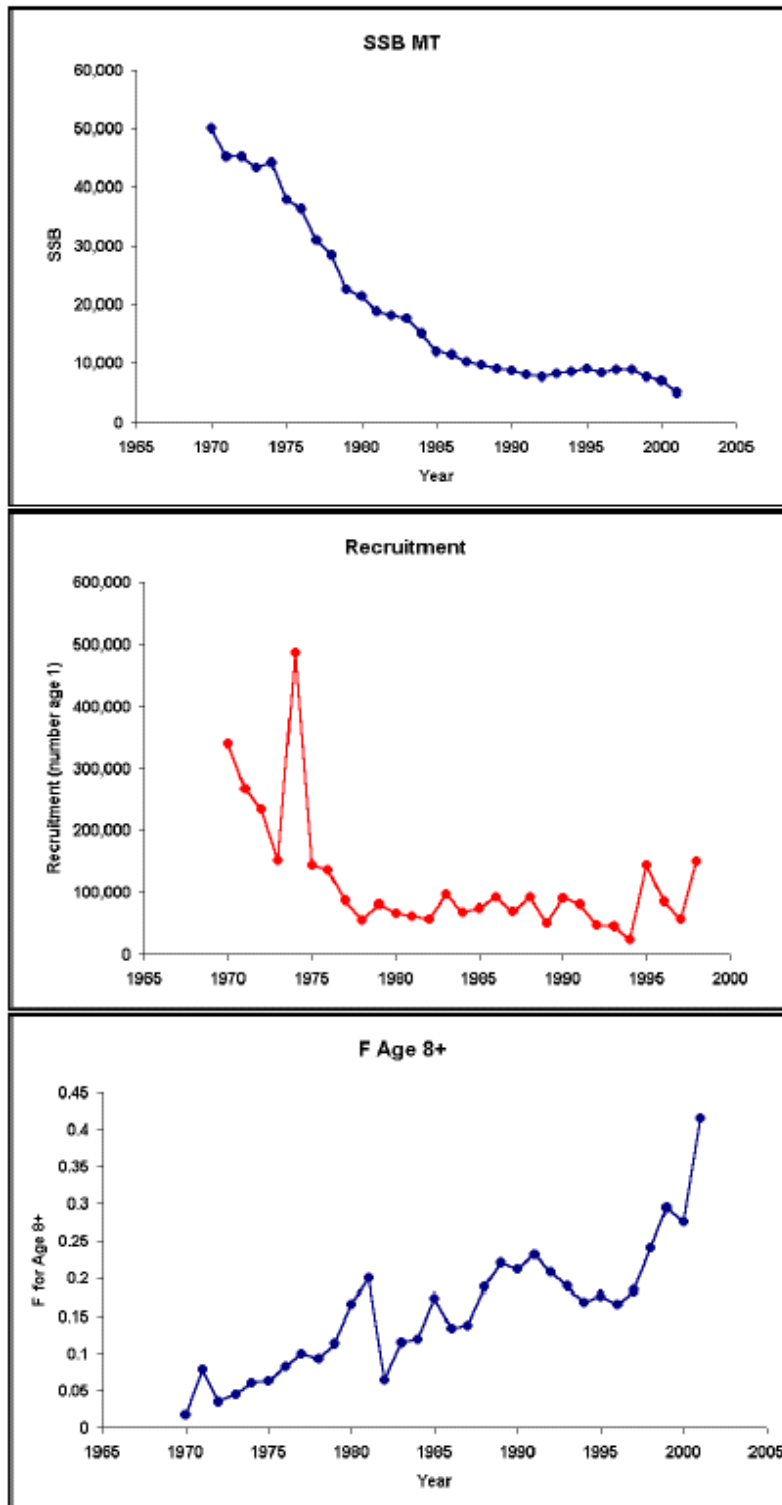 SSB MT
60,000
50,000
40,000
30,000
20,000
10,000
0
SSB
1965 1970 1975 1980 1985 1990 1995 2000 2005
Year
Recruitment
600,000
500,000
400,000
300,000
200,000
100,000
0
Recruitment (number age 1)
1965 1970 1975 1980 1985 1990 1995 2000
F Age 8+
0.45
0.4
0.35
0.3
0.25
0.2
0.15
0.1
0.05
0
F for Age 8+
1965 1970 1975 1980 1985 1990 1995 2000 2005
Year